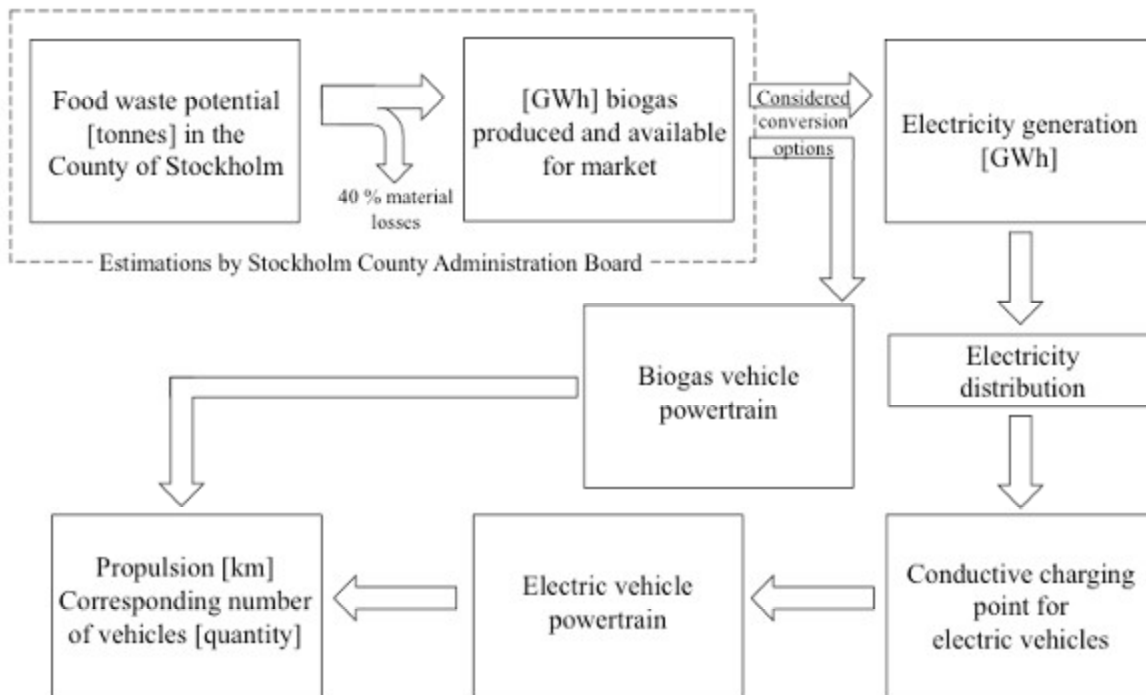 Food waste potential
[tonnes] in the
County of Stockholm
40 % material
losses
[GWh] biogas
produced and available
for market
Estimations by Stockholm County Administration Board
Considered
conversion
options
Electricity generation
[GWh]
Electricity
distribution
Biogas vehicle
powertrain
Propulsion [km]
Corresponding number
of vehicles [quantity]
Electric vehicle
powertrain
Conductive charging
point for
electric vehicles